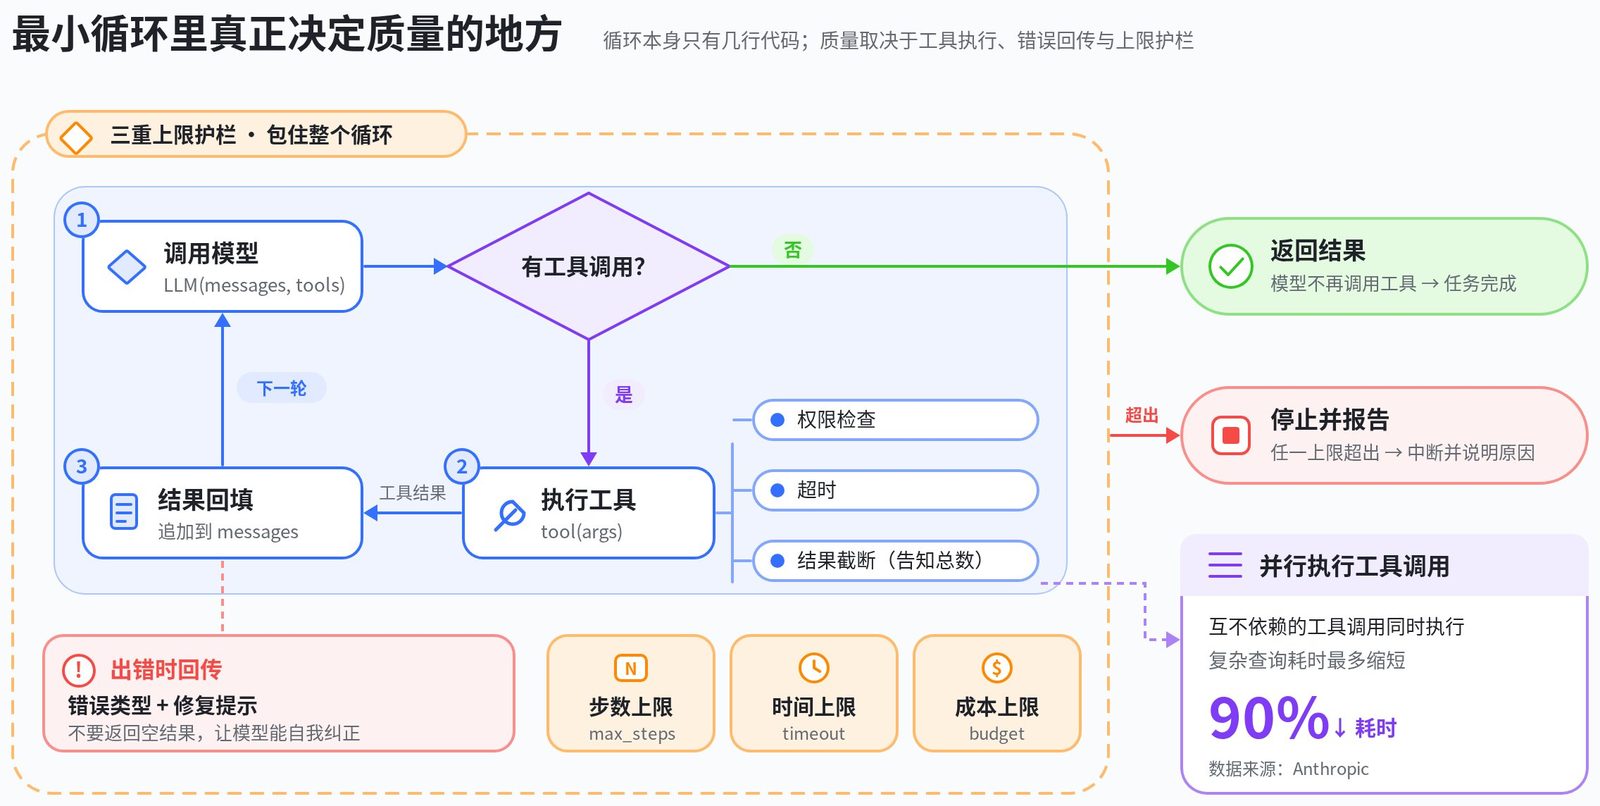 最小循环里真正决定质量的地方
循环本身只有几行代码；质量取决于工具执行、错误回传与上限护栏
三重上限护栏 · 包住整个循环
1
调用模型
LLM(messages, tools)
有工具调用？
否
返回结果
模型不再调用工具 → 任务完成
下一轮
是
权限检查
超出
停止并报告
任一上限超出 → 中断并说明原因
3
结果回填
追加到 messages
工具结果
2
执行工具
tool(args)
超时
结果截断（告知总数）
并行执行工具调用
互不依赖的工具调用同时执行
复杂查询耗时最多缩短
90%↓ 耗时
数据来源：Anthropic
!
出错时回传
错误类型 + 修复提示
不要返回空结果，让模型能自我纠正
N
步数上限
max_steps
时间上限
timeout
$
成本上限
budget